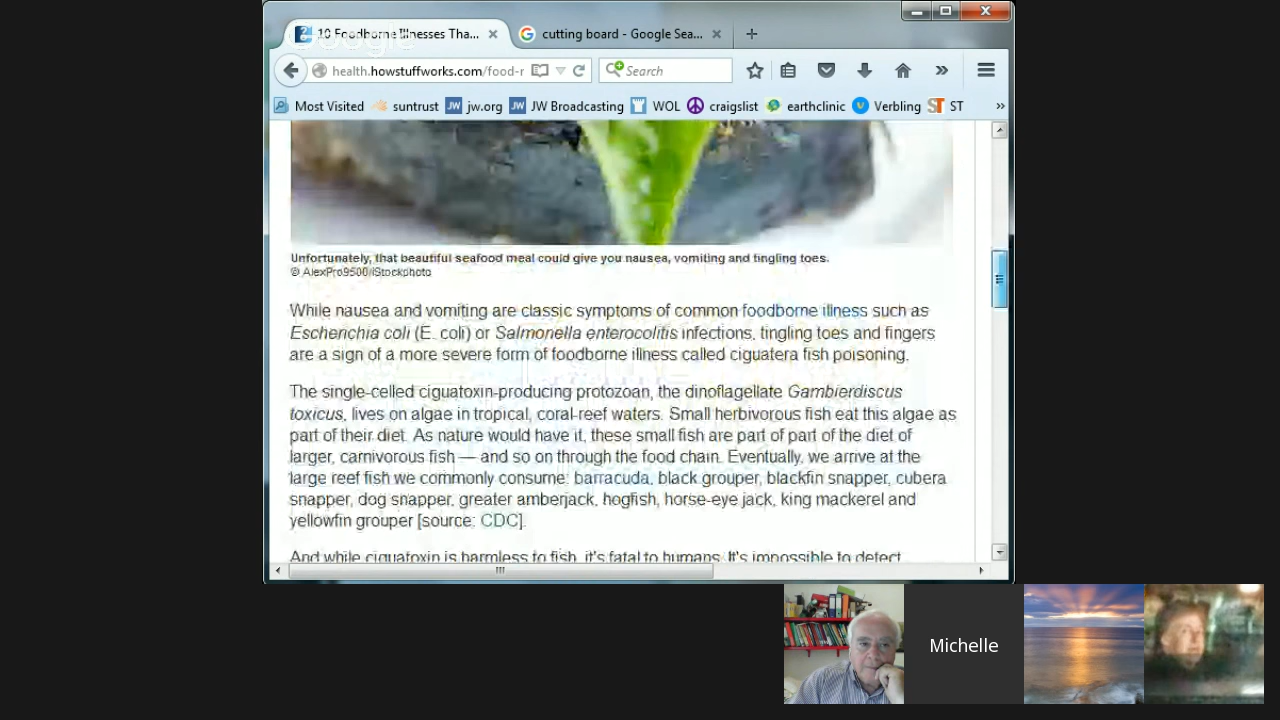 10 Foodborne Illnesses Tha...
cutting board - Google Sea...
Google
health.howstuffworks.com/food-r
Search
Most Visited suntrust jw.org JW Broadcasting WOL craigslist earthclinic Verbling ST
Unfortunately, that beautiful seafood meal could give you nausea, vomiting and tingling toes.
© AlexPro9500/iStockphoto
While nausea and vomiting are classic symptoms of common foodborne illness such as
Escherichia coli (E. coli) or Salmonella enterocolitis infections, tingling toes and fingers
are a sign of a more severe form of foodborne illness called ciguatera fish poisoning.
The single-celled ciguatoxin-producing protozoan, the dinoflagellate Gambierdiscus
toxicus, lives on algae in tropical, coral-reef waters. Small herbivorous fish eat this algae as
part of their diet. As nature would have it, these small fish are part of part of the diet of
larger, carnivorous fish — and so on through the food chain. Eventually, we arrive at the
large reef fish we commonly consume: barracuda, black grouper, blackfin snapper, cubera
snapper, dog snapper, greater amberjack, hogfish, horse-eye jack, king mackerel and
yellowfin grouper [source: CDC].
And while ciguatoxin is harmless to fish, it's fatal to humans. It's impossible to detect
Michelle